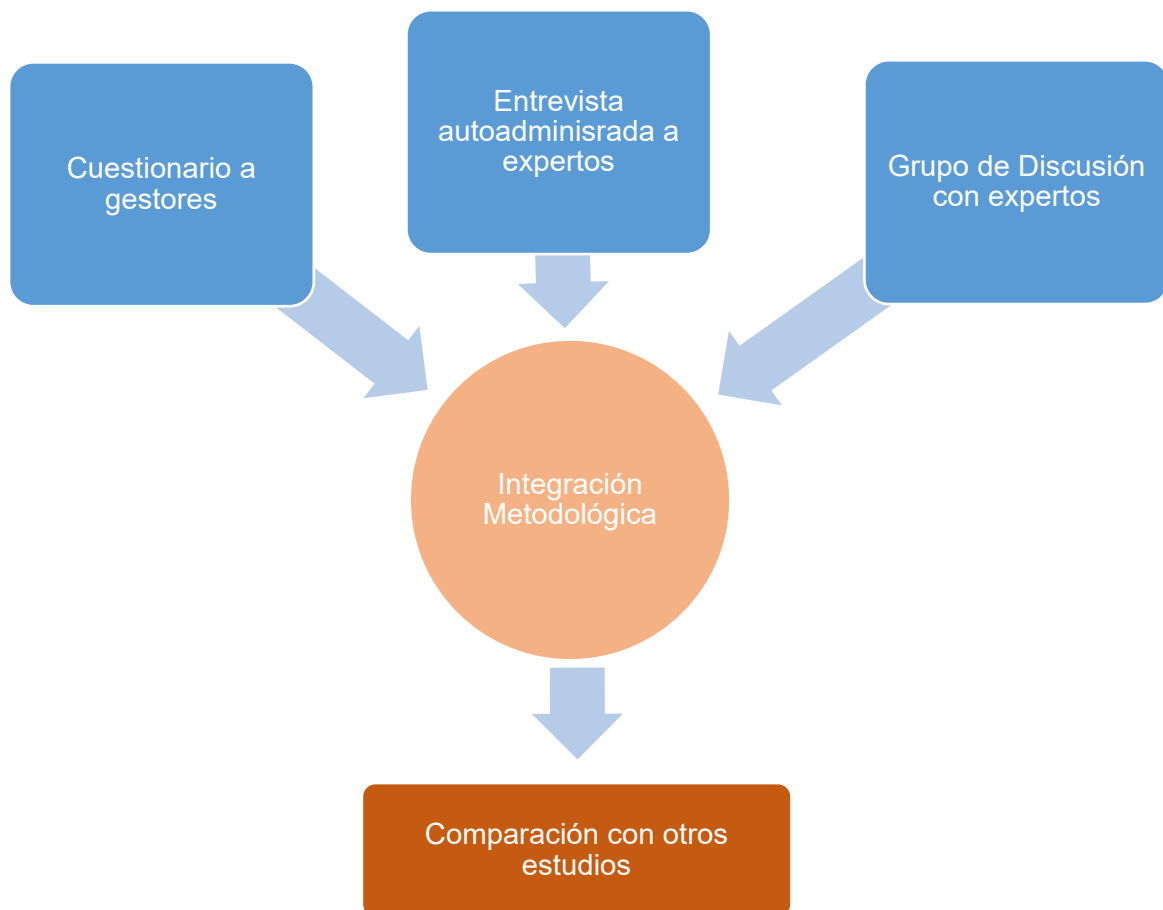 Cuestionario a
gestores
Entrevista
autoadminisrada a
expertos
Grupo de Discusión
con expertos
Integración
Metodológica
Comparación con otros
estudios